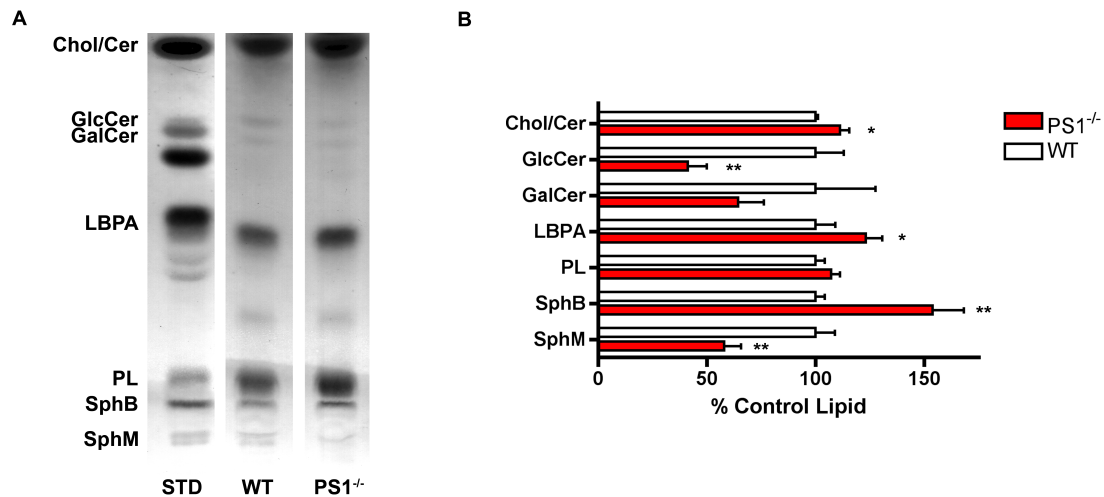 A
Chol/Cer
GlcCer
GalCer
LBPA
PL
SphB
SphM
STD WT PS1-/-
B
Chol/Cer *
GlcCer **
GalCer
LBPA *
PL
SphB **
SphM **
0 50 100 150
% Control Lipid
PS1-/-
WT